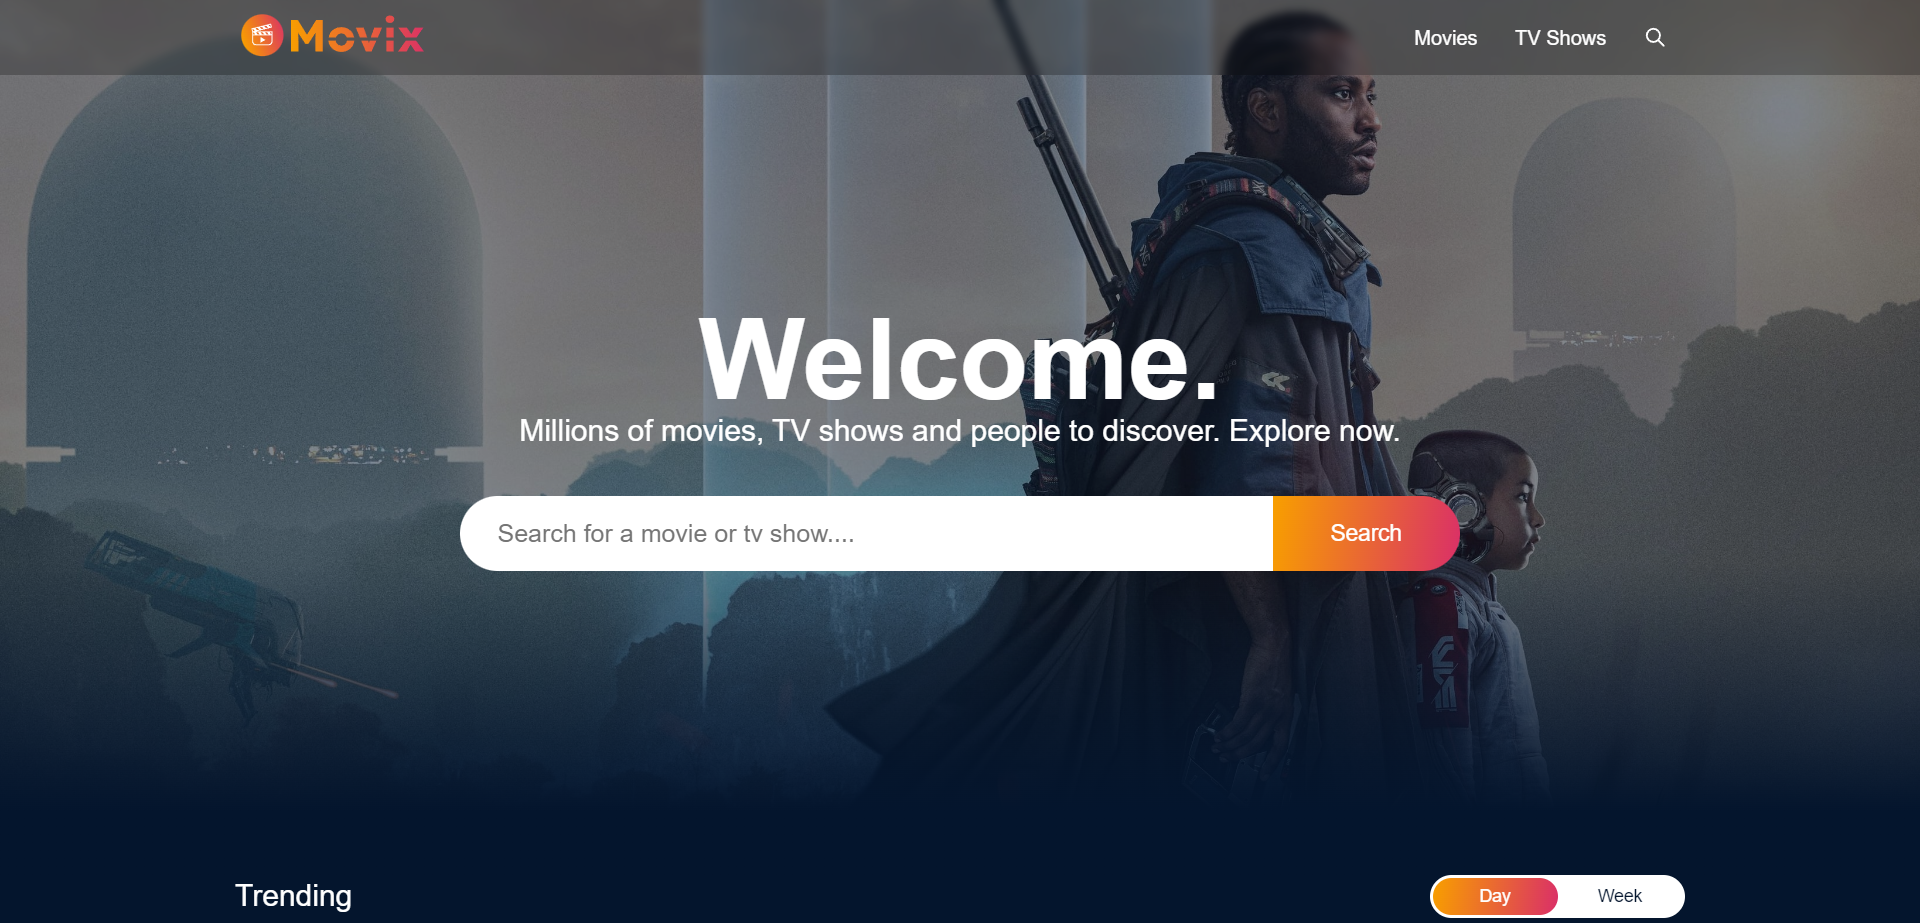 Movix
Movies
TV Shows
Welcome.
Millions of movies, TV shows and people to discover. Explore now.
Search for a movie or tv show....
Search
Trending
Day
Week